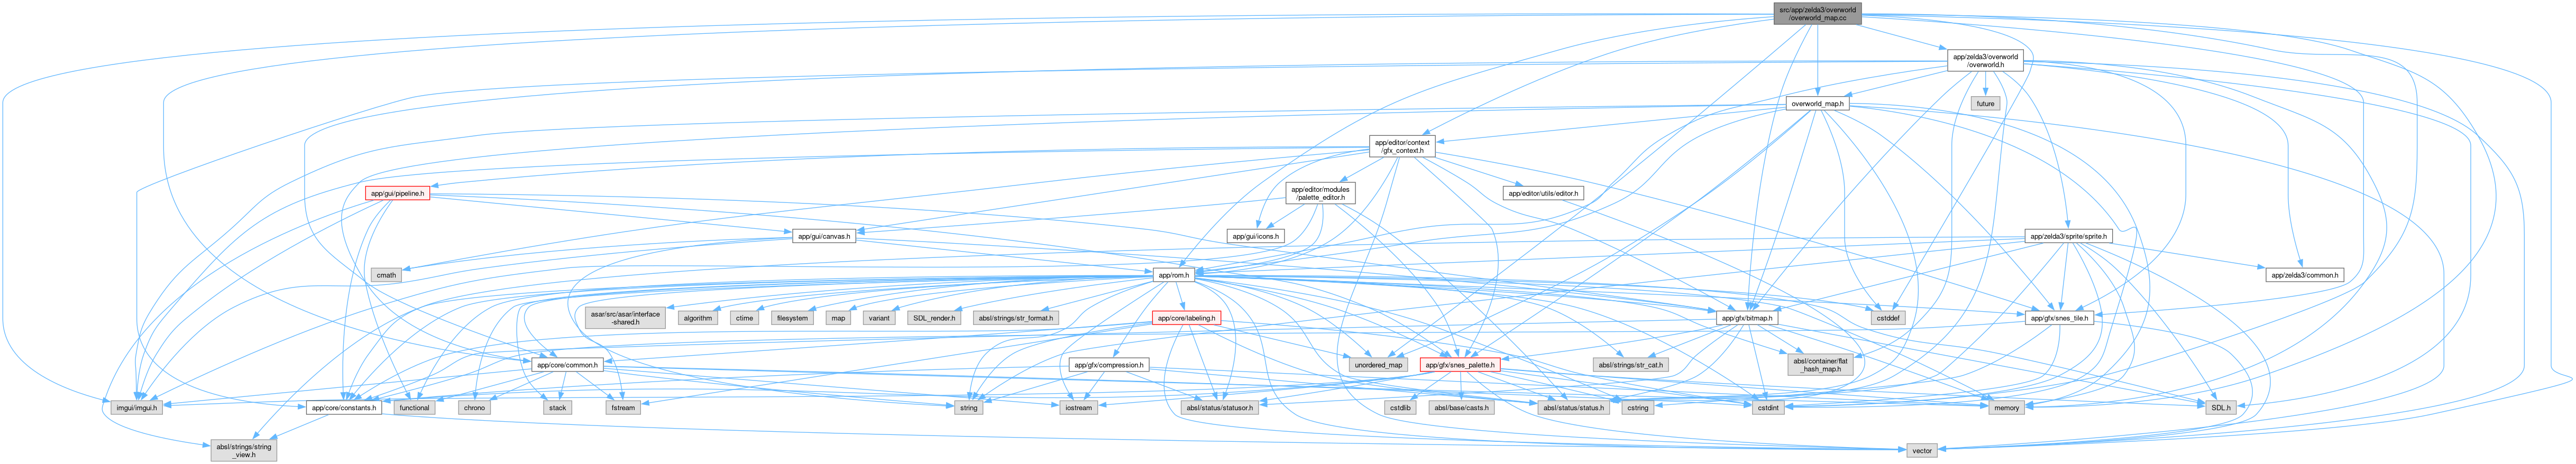 src/app/zelda3/overworld
/overworld_map.cc
app/zelda3/overworld
/overworld.h
future
overworld_map.h
app/editor/context
/gfx_context.h
app/gui/pipeline.h
app/editor/modules
/palette_editor.h
app/editor/utils/editor.h
app/gui/canvas.h
app/gui/icons.h
app/zelda3/sprite/sprite.h
cmath
app/rom.h
app/zelda3/common.h
asar/src/asar/interface
-shared.h
algorithm
ctime
filesystem
map
variant
SDL_render.h
absl/strings/str_format.h
app/core/labeling.h
app/gfx/bitmap.h
cstddef
app/gfx/snes_tile.h
app/core/common.h
app/gfx/compression.h
unordered_map
app/gfx/snes_palette.h
absl/strings/str_cat.h
absl/container/flat
_hash_map.h
imgui/imgui.h
app/core/constants.h
functional
chrono
stack
fstream
string
iostream
absl/status/statusor.h
cstdlib
absl/base/casts.h
absl/status/status.h
cstring
cstdint
memory
SDL.h
absl/strings/string
_view.h
vector